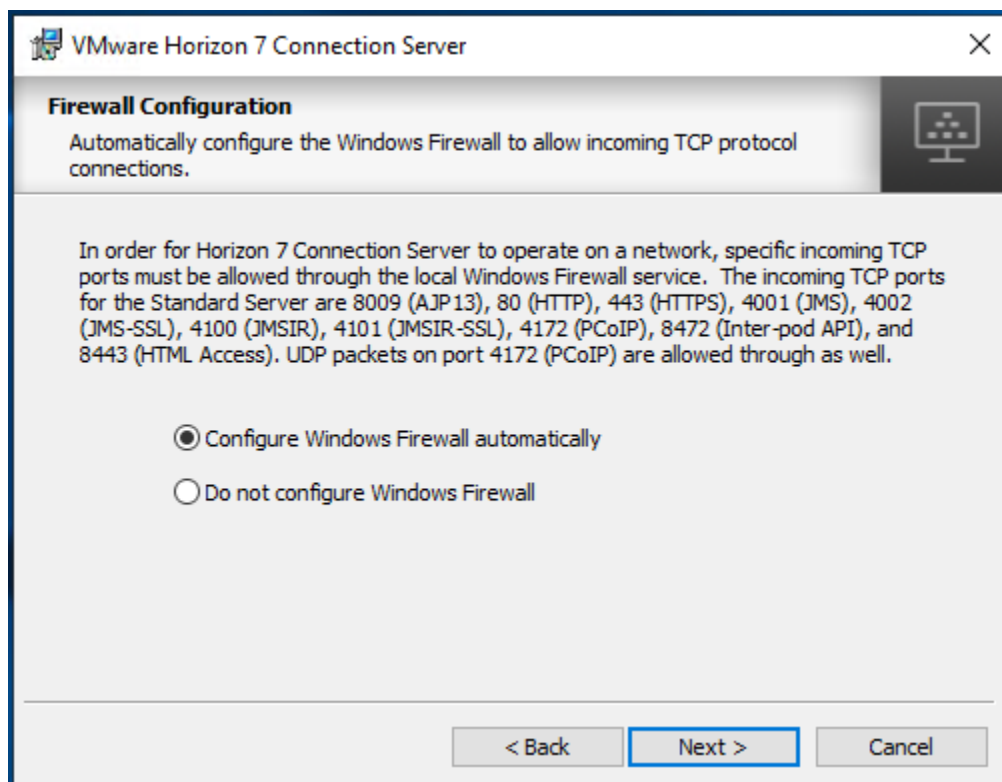 VMware Horizon 7 Connection Server
Firewall Configuration
Automatically configure the Windows Firewall to allow incoming TCP protocol
connections.
In order for Horizon 7 Connection Server to operate on a network, specific incoming TCP
ports must be allowed through the local Windows Firewall service.  The incoming TCP ports
for the Standard Server are 8009 (AJP13), 80 (HTTP), 443 (HTTPS), 4001 (JMS), 4002
(JMS-SSL), 4100 (JMSIR), 4101 (JMSIR-SSL), 4172 (PCoIP), 8472 (Inter-pod API), and
8443 (HTML Access). UDP packets on port 4172 (PCoIP) are allowed through as well.
Configure Windows Firewall automatically
Do not configure Windows Firewall
< Back Next > Cancel